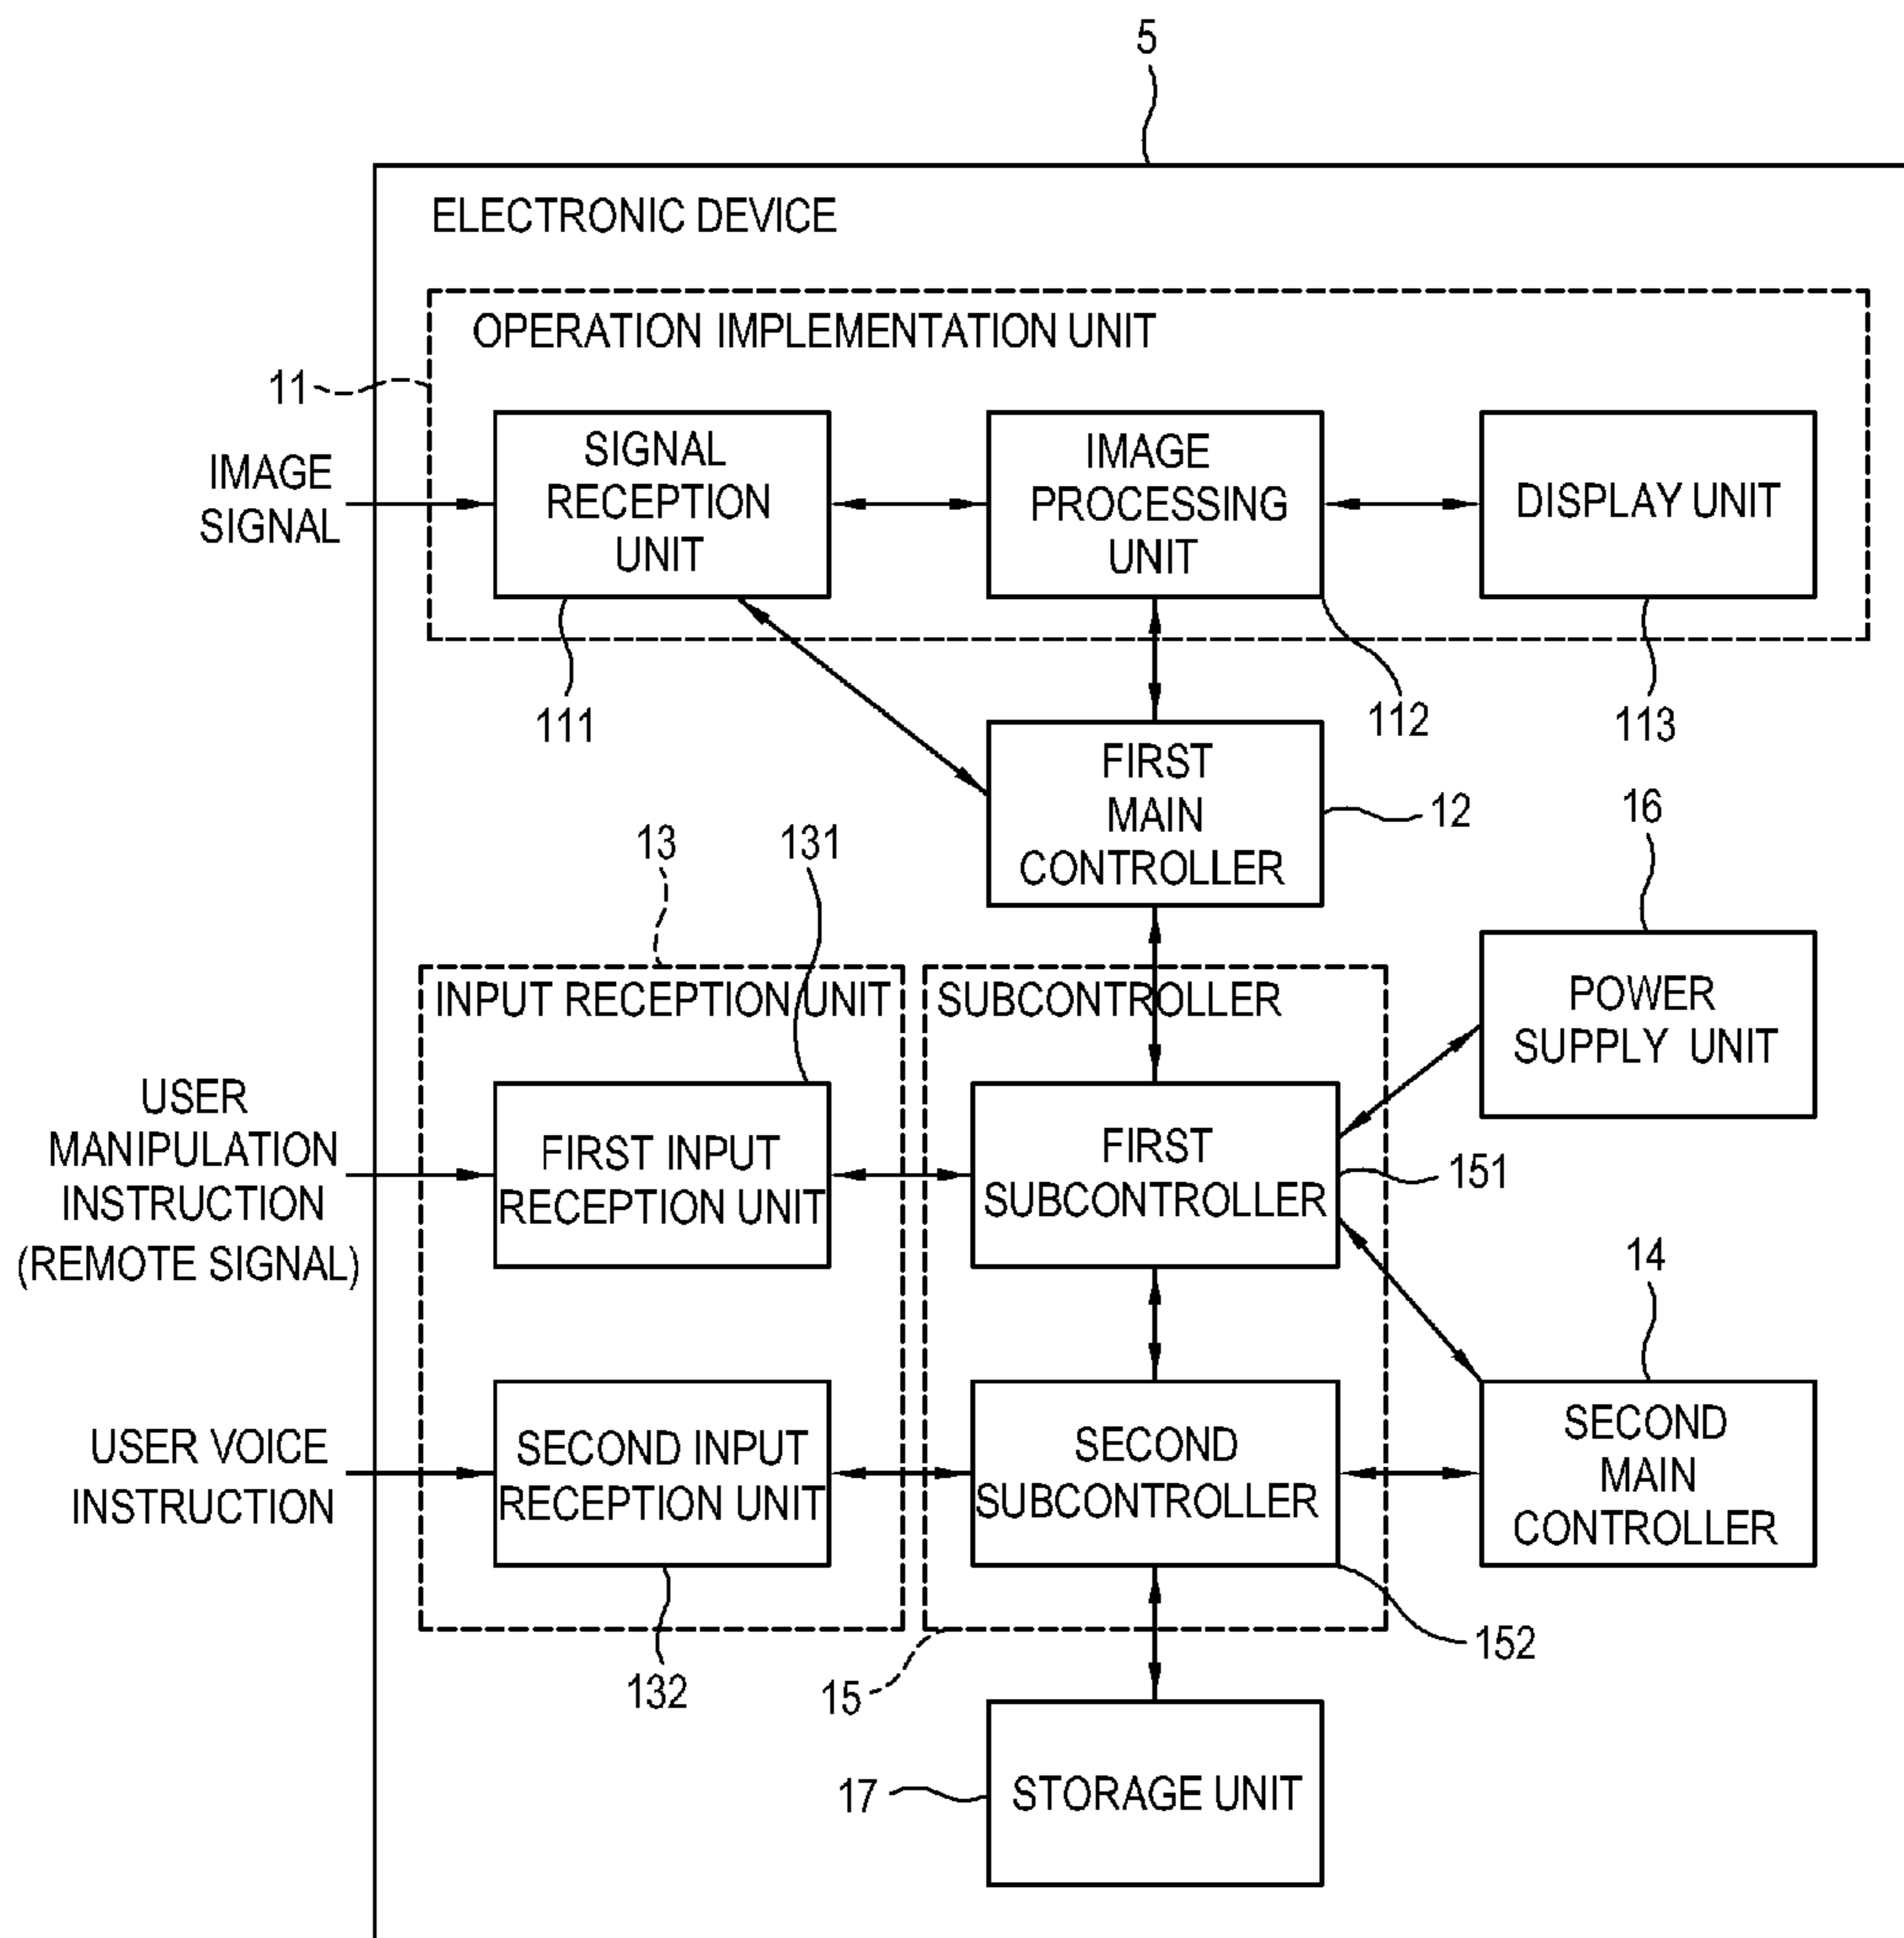 5
ELECTRONIC DEVICE
OPERATION IMPLEMENTATION UNIT
11
IMAGE
SIGNAL
SIGNAL
RECEPTION
UNIT
IMAGE
PROCESSING
UNIT
DISPLAY UNIT
111
112
113
FIRST
MAIN
CONTROLLER
12
16
13
131
INPUT RECEPTION UNIT
SUBCONTROLLER
POWER
SUPPLY UNIT
USER
MANIPULATION
INSTRUCTION
(REMOTE SIGNAL)
FIRST INPUT
RECEPTION UNIT
FIRST
SUBCONTROLLER
151
14
USER VOICE
INSTRUCTION
SECOND INPUT
RECEPTION UNIT
SECOND
SUBCONTROLLER
SECOND
MAIN
CONTROLLER
132
15
152
17
STORAGE UNIT